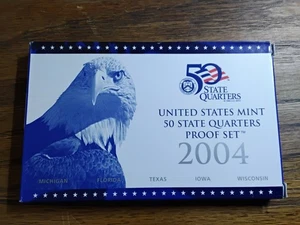 50
STATE
QUARTERS
UNITED STATES MINT
50 STATE QUARTERS
PROOF SET™
2004
MICHIGAN FLORIDA TEXAS IOWA WISCONSIN